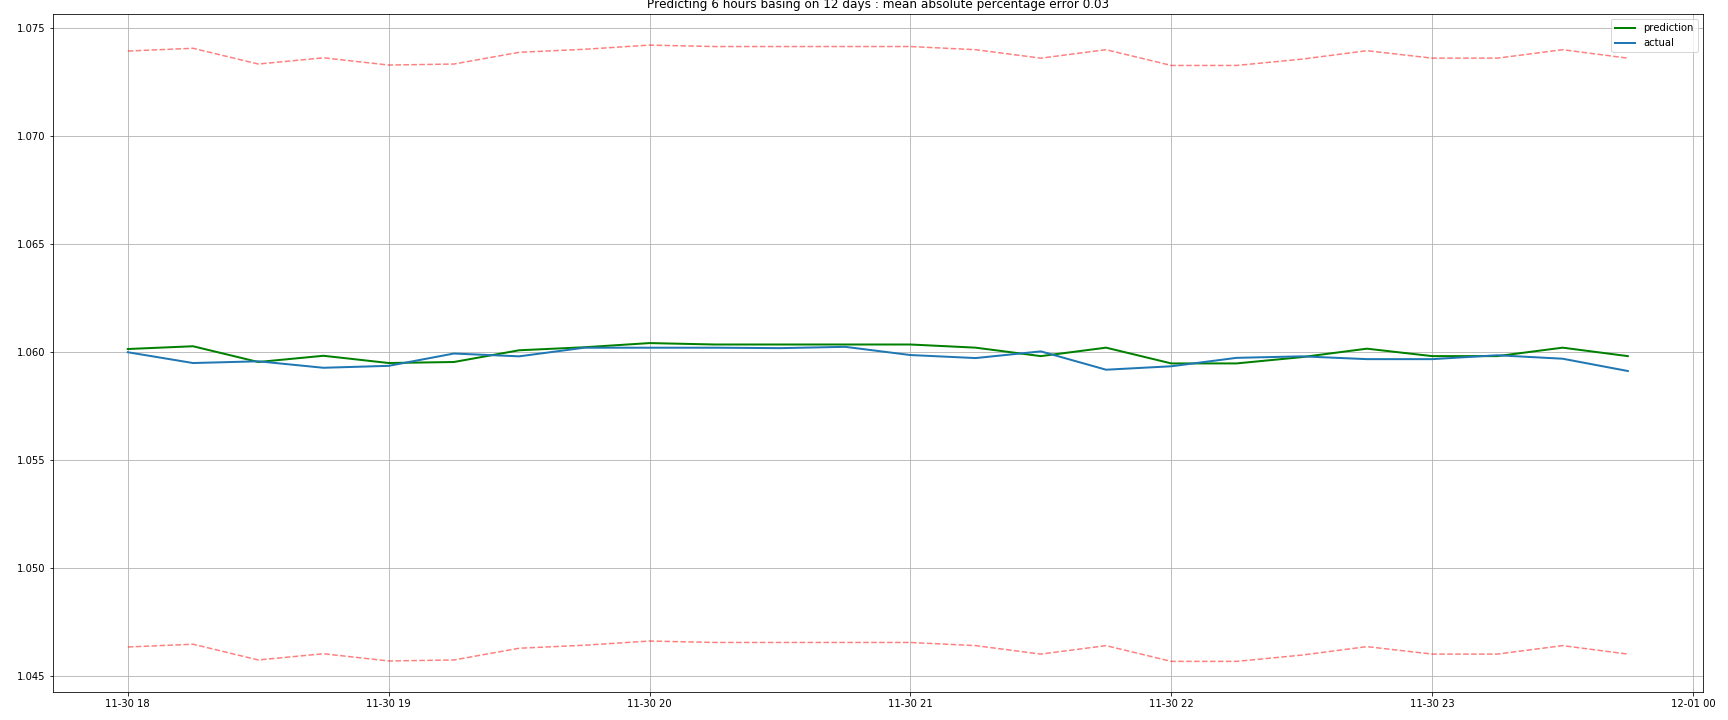 Predicting 6 hours basing on 12 days : mean absolute percentage error 0.03
prediction
actual
1.075
1.070
1.065
1.060
1.055
1.050
1.045
11-30 18 11-30 19 11-30 20 11-30 21 11-30 22 11-30 23 12-01 00